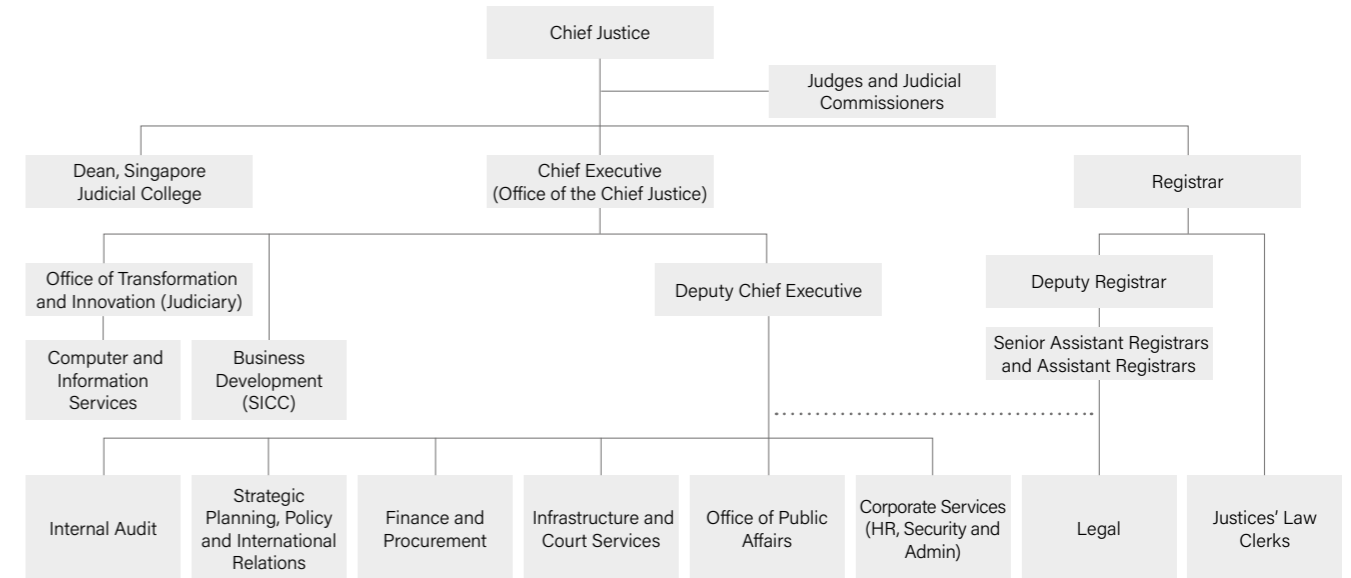 Chief Justice
Judges and Judicial
Commissioners
Dean, Singapore
Judicial College
Chief Executive
(Office of the Chief Justice)
Registrar
Office of Transformation
and Innovation (Judiciary)
Deputy Chief Executive
Deputy Registrar
Senior Assistant Registrars
and Assistant Registrars
Computer and
Information
Services
Business
Development
(SICC)
Internal Audit
Strategic
Planning, Policy
and International
Relations
Finance and
Procurement
Infrastructure and
Court Services
Office of Public
Affairs
Corporate Services
(HR, Security and
Admin)
Legal
Justices’ Law
Clerks